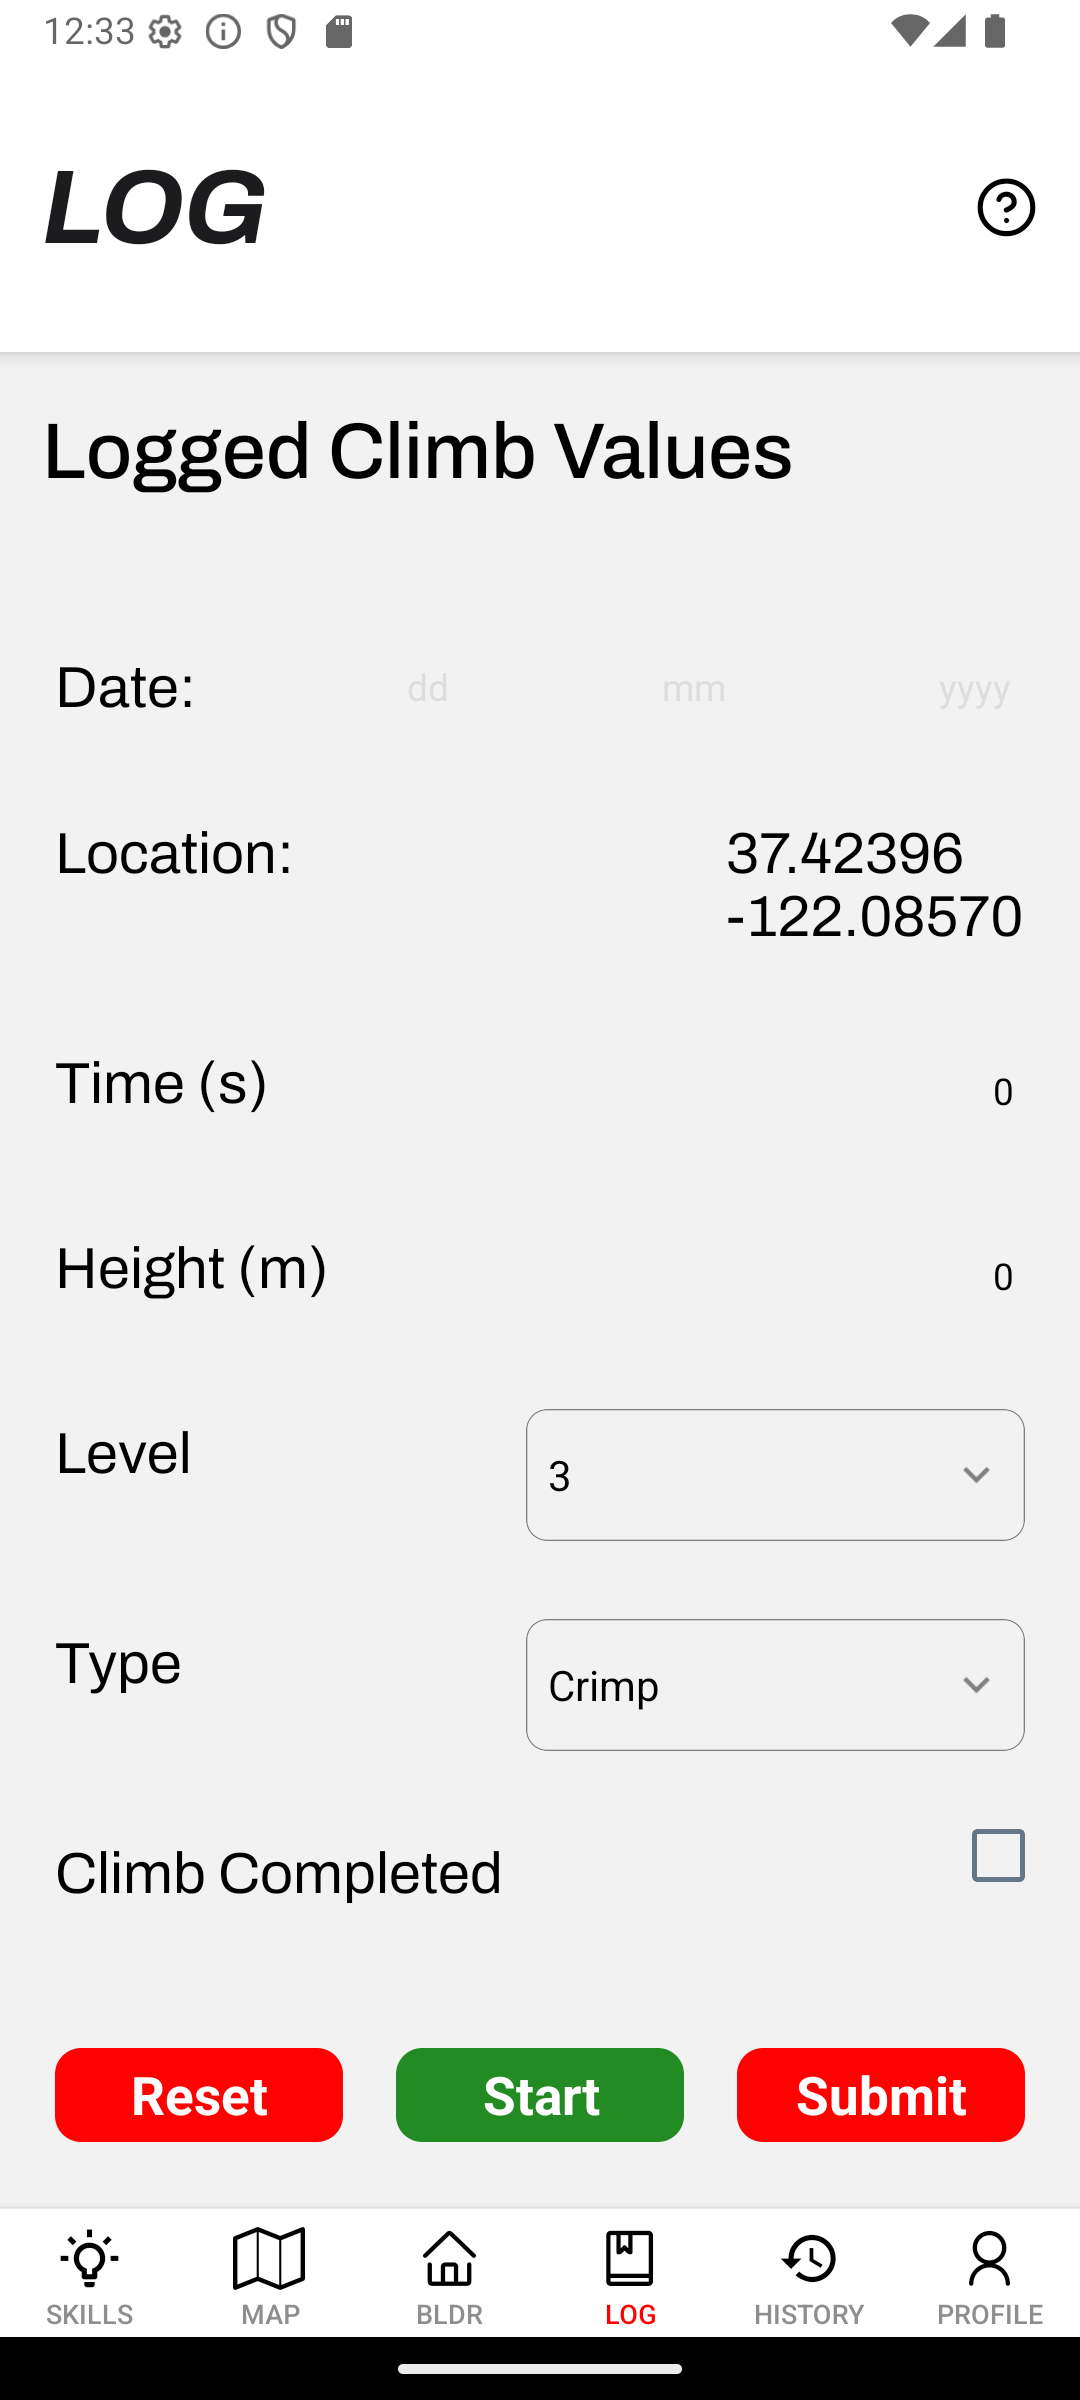 12:33
LOG
Logged Climb Values
Date: dd mm yyyy
Location: 37.42396
-122.08570
Time (s) 0
Height (m) 0
Level 3
Type Crimp
Climb Completed
Reset Start Submit
SKILLS MAP BLDR LOG HISTORY PROFILE